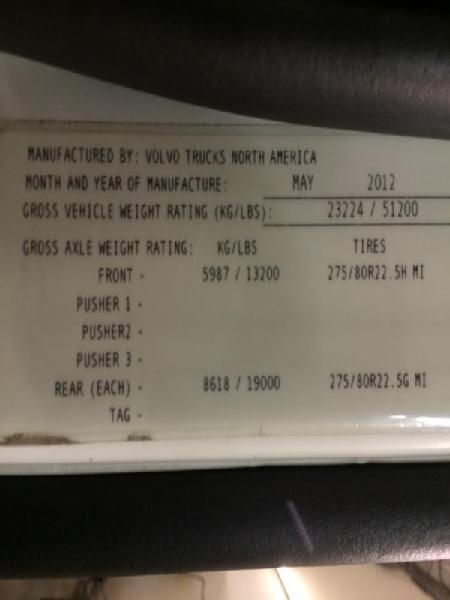 MANUFACTURED BY: VOLVO TRUCKS NORTH AMERICA
MONTH AND YEAR OF MANUFACTURE: MAY 2012
GROSS VEHICLE WEIGHT RATING (KG/LBS): 23224 / 51200
GROSS AXLE WEIGHT RATING: KG/LBS TIRES
FRONT - 5987 / 13200 275/80R22.5H MI
PUSHER 1 -
PUSHER2 -
PUSHER 3 -
REAR (EACH) - 8618 / 19000 275/80R22.5G MI
TAG -